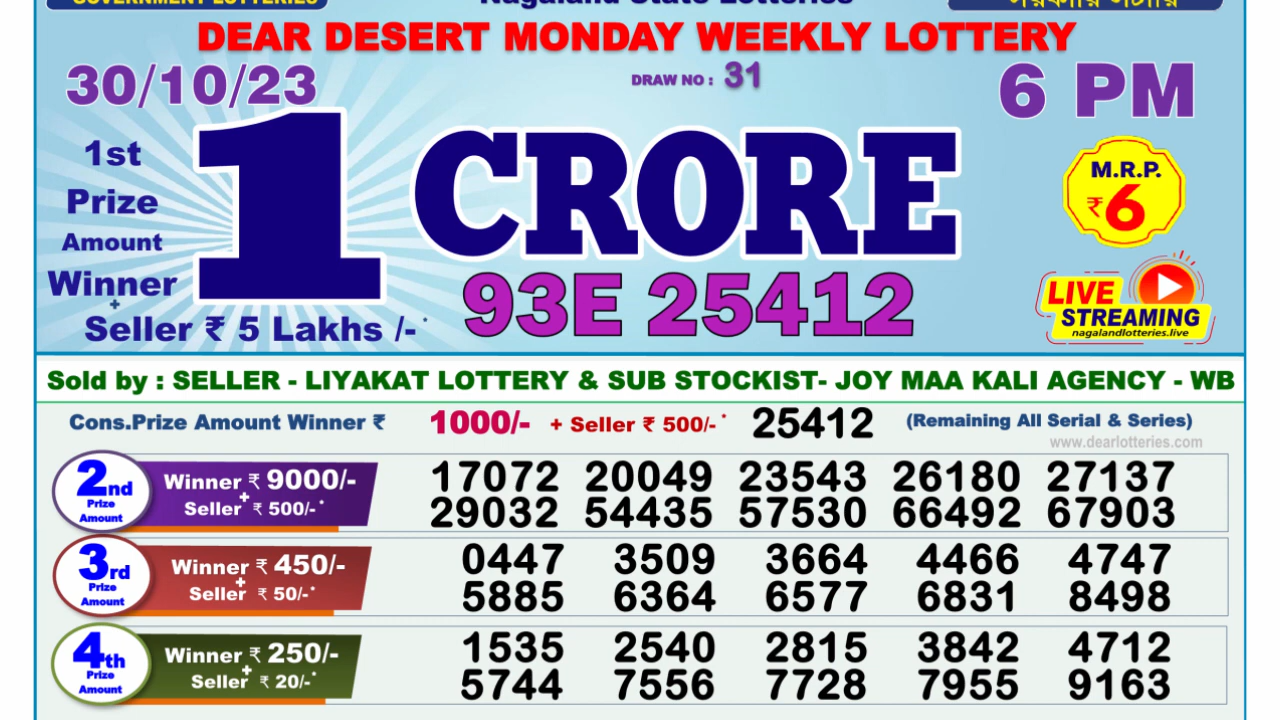 GOVERNMENT LOTTERIES
Nagaland State Lotteries
DEAR DESERT MONDAY WEEKLY LOTTERY
30/10/23
DRAW NO : 31
6 PM
1st
Prize
Amount
Winner
+
Seller ₹ 5 Lakhs /-*
1 CRORE
93E 25412
M.R.P.
₹6
LIVE
STREAMING
nagalandlotteries.live
Sold by : SELLER - LIYAKAT LOTTERY & SUB STOCKIST- JOY MAA KALI AGENCY - WB
Cons.Prize Amount Winner ₹ 1000/- + Seller ₹ 500/-* 25412 (Remaining All Serial & Series)
www.dearlotteries.com
2nd
Prize
Amount
Winner ₹ 9000/-
+
Seller ₹ 500/-*
17072 20049 23543 26180 27137
29032 54435 57530 66492 67903
3rd
Prize
Amount
Winner ₹ 450/-
+
Seller ₹ 50/-*
0447 3509 3664 4466 4747
5885 6364 6577 6831 8498
4th
Prize
Amount
Winner ₹ 250/-
+
Seller ₹ 20/-*
1535 2540 2815 3842 4712
5744 7556 7728 7955 9163